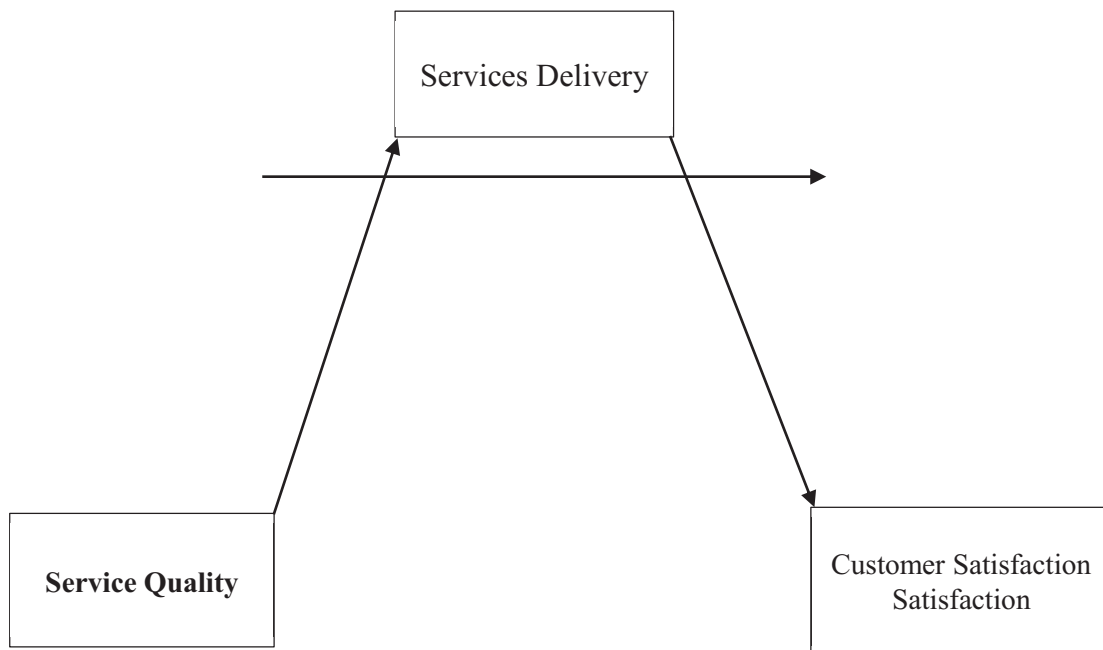 Services Delivery
Service Quality
Customer Satisfaction
Satisfaction